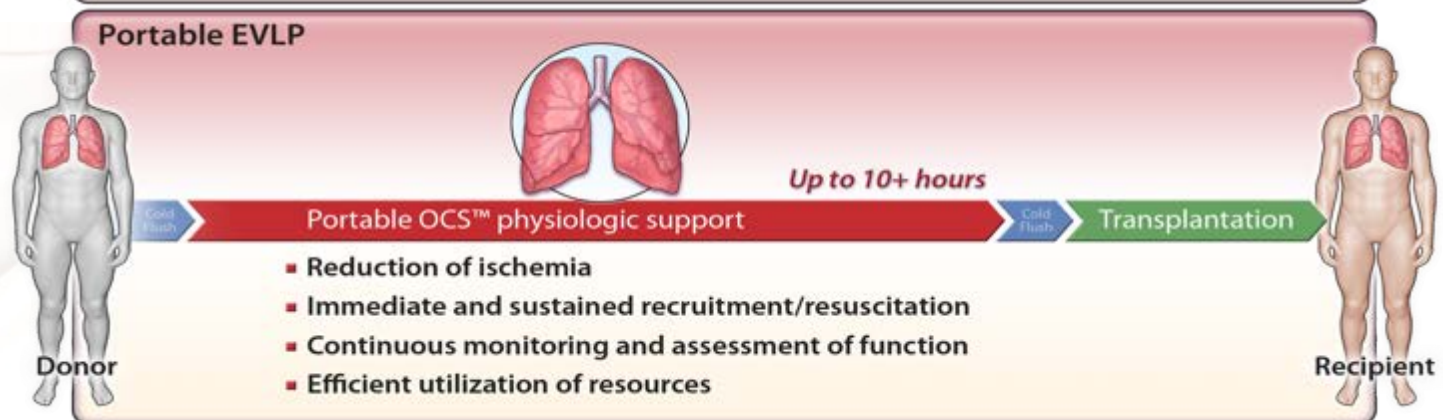 Portable EVLP
Up to 10+ hours
Cold
Flush
Portable OCS™ physiologic support
Cold
Flush
Transplantation
▪ Reduction of ischemia
▪ Immediate and sustained recruitment/resuscitation
▪ Continuous monitoring and assessment of function
▪ Efficient utilization of resources
Donor
Recipient